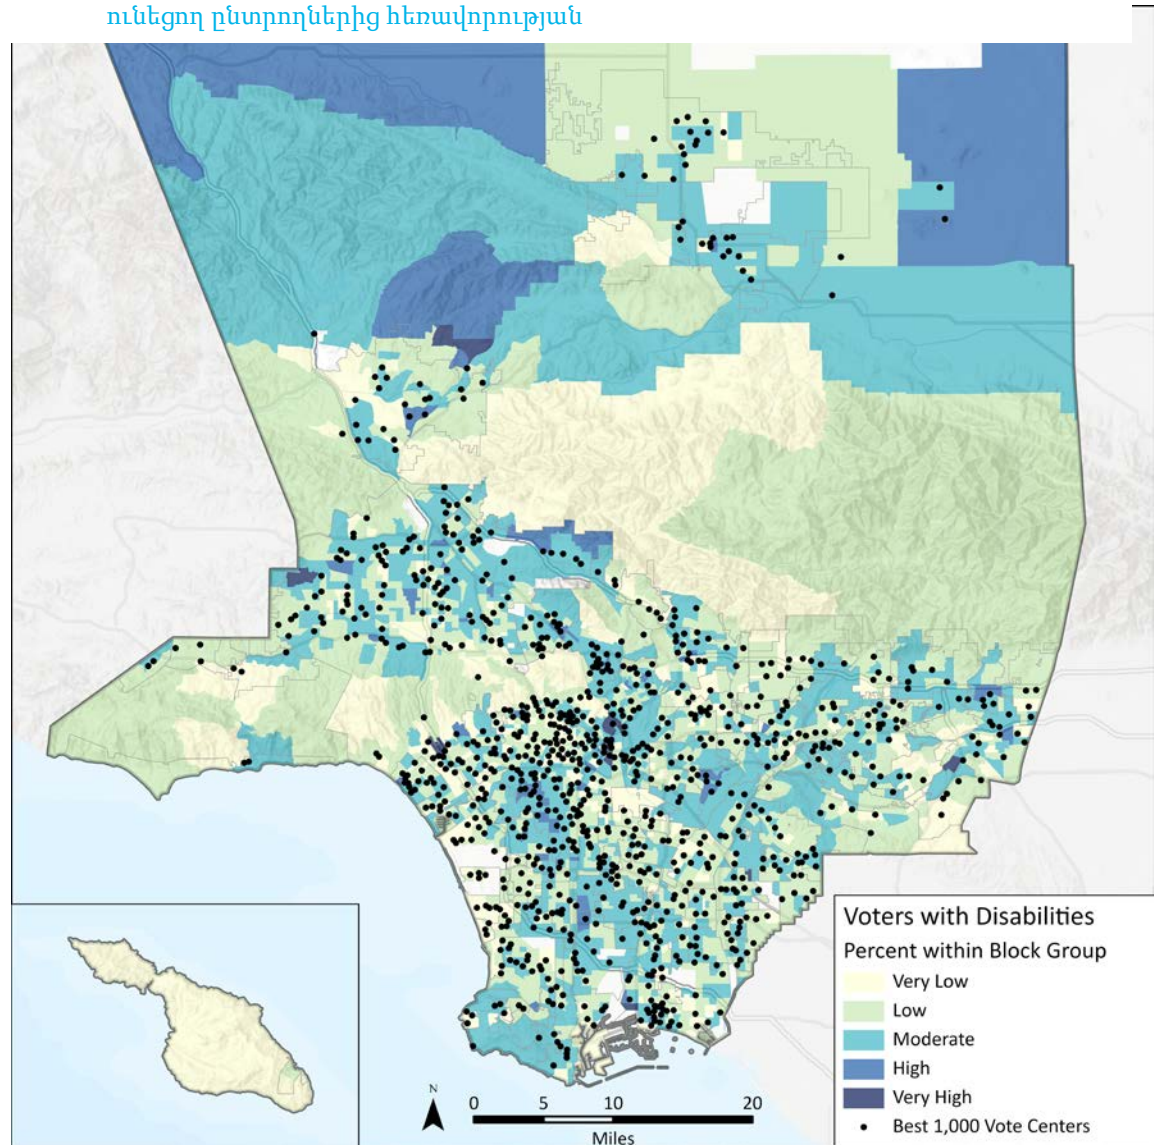 ունեցող ընտրողներից հեռավորության
Voters with Disabilities
Percent within Block Group
Very Low
Low
Moderate
High
Very High
Best 1,000 Vote Centers
N
0 5 10 20
Miles